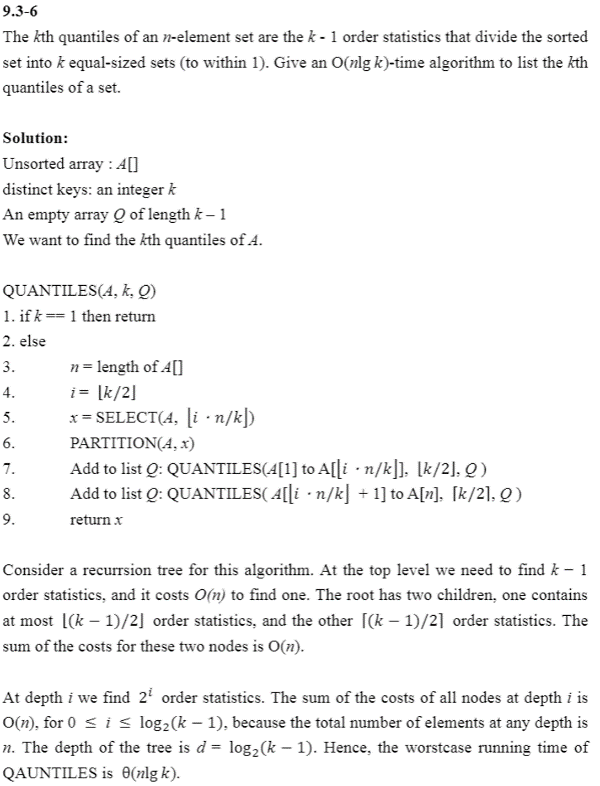 9.3-6
The kth quantiles of an n-element set are the k - 1 order statistics that divide the sorted
set into k equal-sized sets (to within 1). Give an O(nlg k)-time algorithm to list the kth
quantiles of a set.
Solution:
Unsorted array : A[]
distinct keys: an integer k
An empty array Q of length k – 1
We want to find the kth quantiles of A.
QUANTILES(A, k, Q)
1. if k == 1 then return
2. else
3. n = length of A[]
4. i = ⌊k/2⌋
5. x = SELECT(A, ⌊i · n/k⌋)
6. PARTITION(A, x)
7. Add to list Q: QUANTILES(A[1] to A[⌊i · n/k⌋], ⌊k/2⌋, Q )
8. Add to list Q: QUANTILES( A[⌊i · n/k⌋ + 1] to A[n], ⌈k/2⌉, Q )
9. return x
Consider a recurrsion tree for this algorithm. At the top level we need to find k – 1
order statistics, and it costs O(n) to find one. The root has two children, one contains
at most ⌊(k – 1)/2⌋ order statistics, and the other ⌈(k – 1)/2⌉ order statistics. The
sum of the costs for these two nodes is O(n).
At depth i we find 2ⁱ order statistics. The sum of the costs of all nodes at depth i is
O(n), for 0 ≤ i ≤ log₂(k – 1), because the total number of elements at any depth is
n. The depth of the tree is d = log₂(k – 1). Hence, the worstcase running time of
QAUNTILES is θ(nlg k).